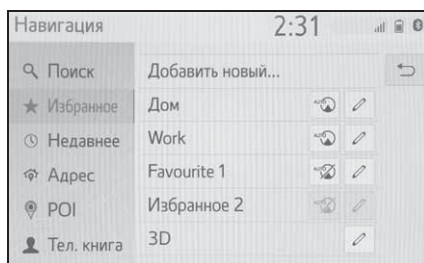 Навигация 2:31
Поиск
Избранное
Недавнее
Адрес
POI
Тел. книга
Добавить новый...
Дом
Work
Favourite 1
Избранное 2
3D